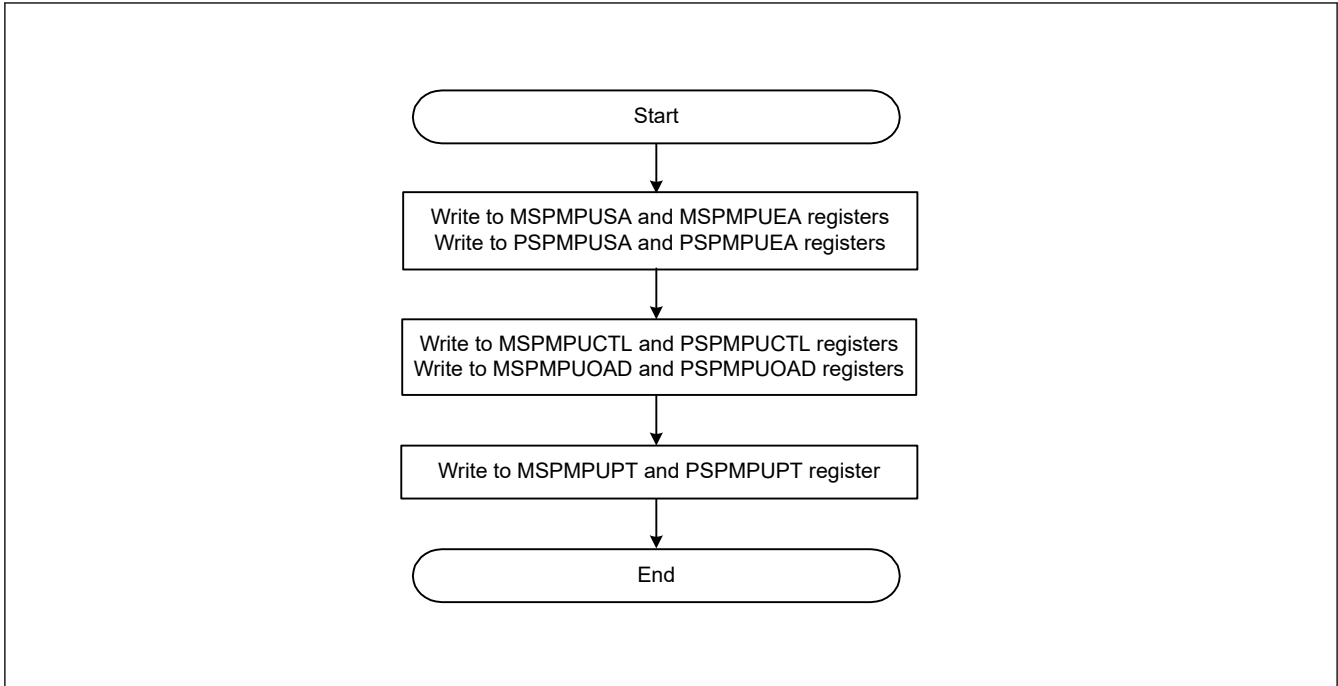 Start
Write to MSPMPUSA and MSPMPUEA registers
Write to PSPMPUSA and PSPMPUEA registers
Write to MSPMPUCTL and PSPMPUCTL registers
Write to MSPMPUOAD and PSPMPUOAD registers
Write to MSPMPUPT and PSPMPUPT register
End